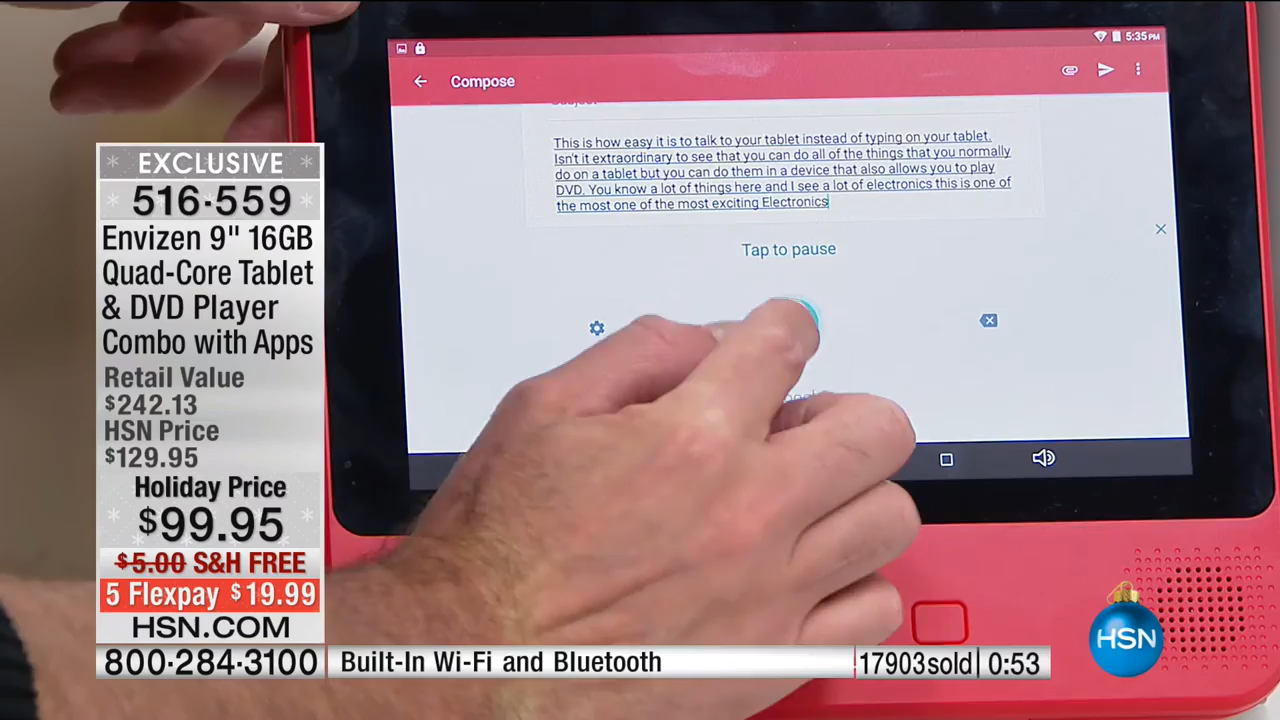 5:35 PM
Compose
This is how easy it is to talk to your tablet instead of typing on your tablet.
Isn't it extraordinary to see that you can do all of the things that you normally
do on a tablet but you can do them in a device that also allows you to play
DVD. You know a lot of things here and I see a lot of electronics this is one of
the most one of the most exciting Electronics
Tap to pause
EXCLUSIVE
516-559
Envizen 9" 16GB
Quad-Core Tablet
& DVD Player
Combo with Apps
Retail Value
$242.13
HSN Price
$129.95
Holiday Price
$99.95
$5.00 S&H FREE
5 Flexpay $19.99
HSN.COM
800-284-3100
Built-In Wi-Fi and Bluetooth
17903sold 0:53
HSN